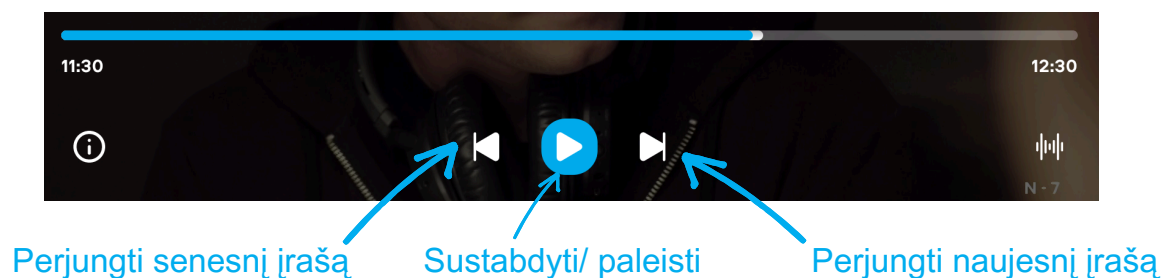 11:30 12:30
N - 7
Perjungti senesnį įrašą Sustabdyti/ paleisti Perjungti naujesnį įrašą